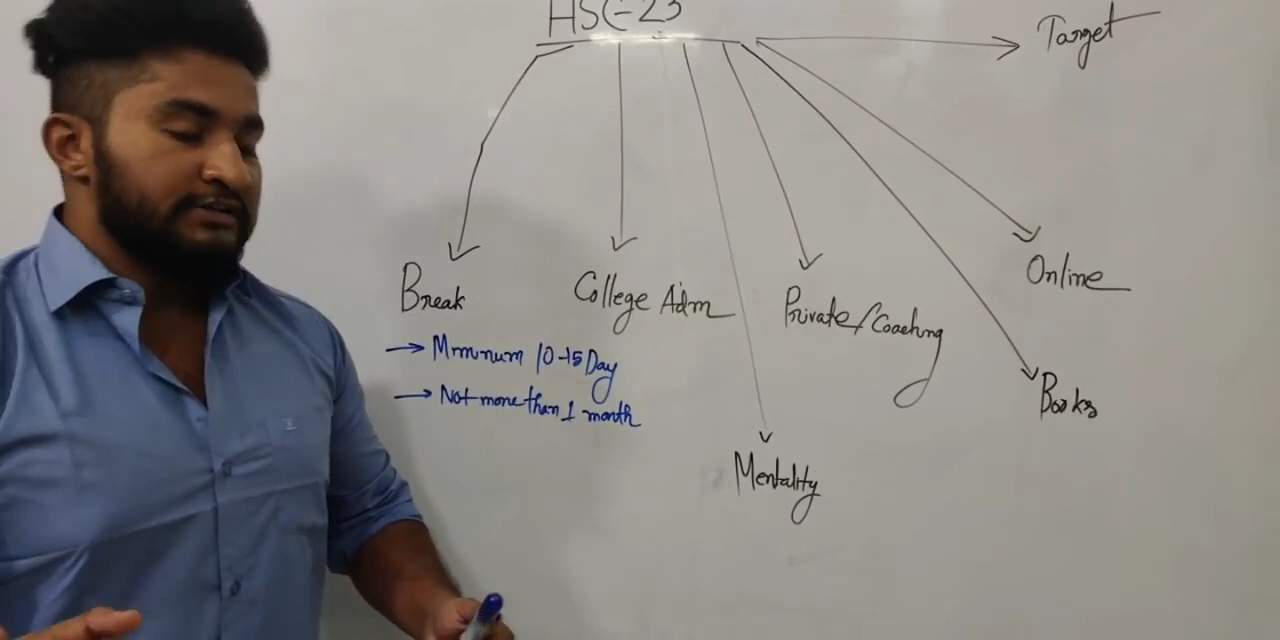 HSC-23
Target
Online
Break
College Adm
Private/Coaching
Minimum 10-15 Day
Not more than 1 month
Books
Mentality